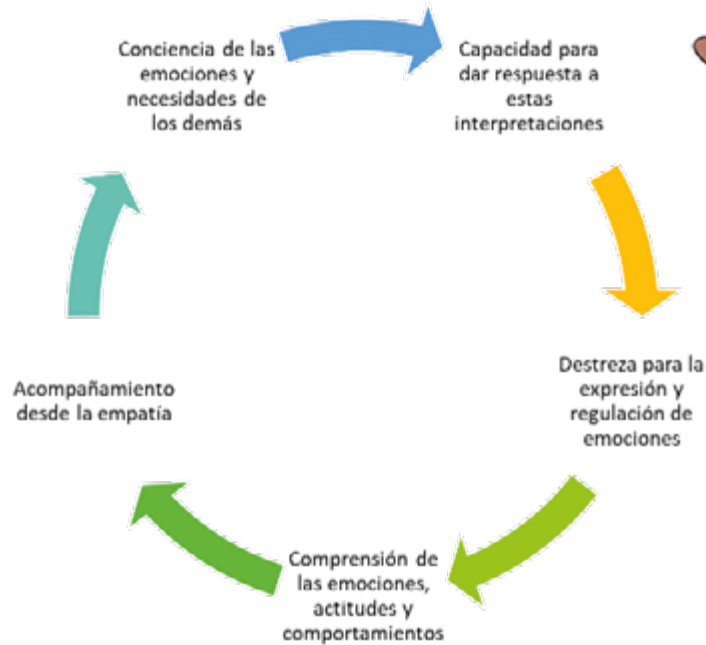 Conciencia de las
emociones y
necesidades de
los demás
Capacidad para
dar respuesta a
estas
interpretaciones
Destreza para la
expresión y
regulación de
emociones
Comprensión de
las emociones,
actitudes y
comportamientos
Acompañamiento
desde la empatía